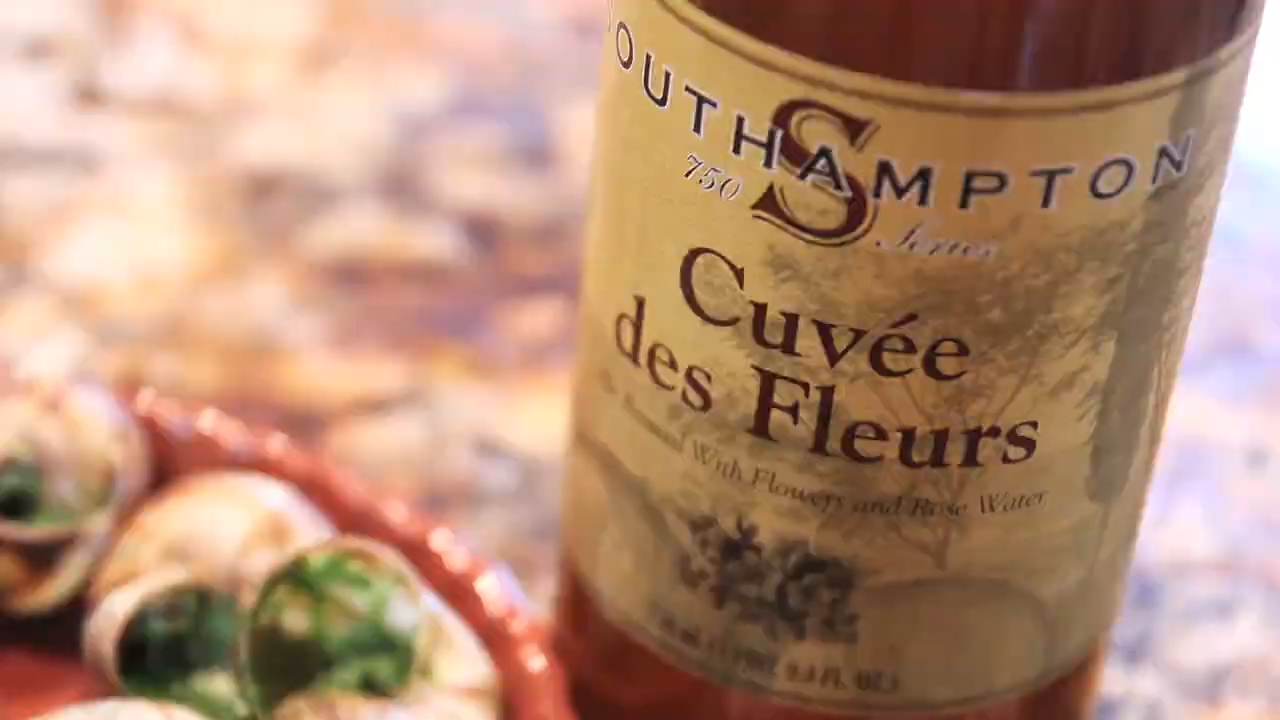 SOUTHAMPTON
S
750 Series
Cuvée
des Fleurs
With Flowers and Rose Water